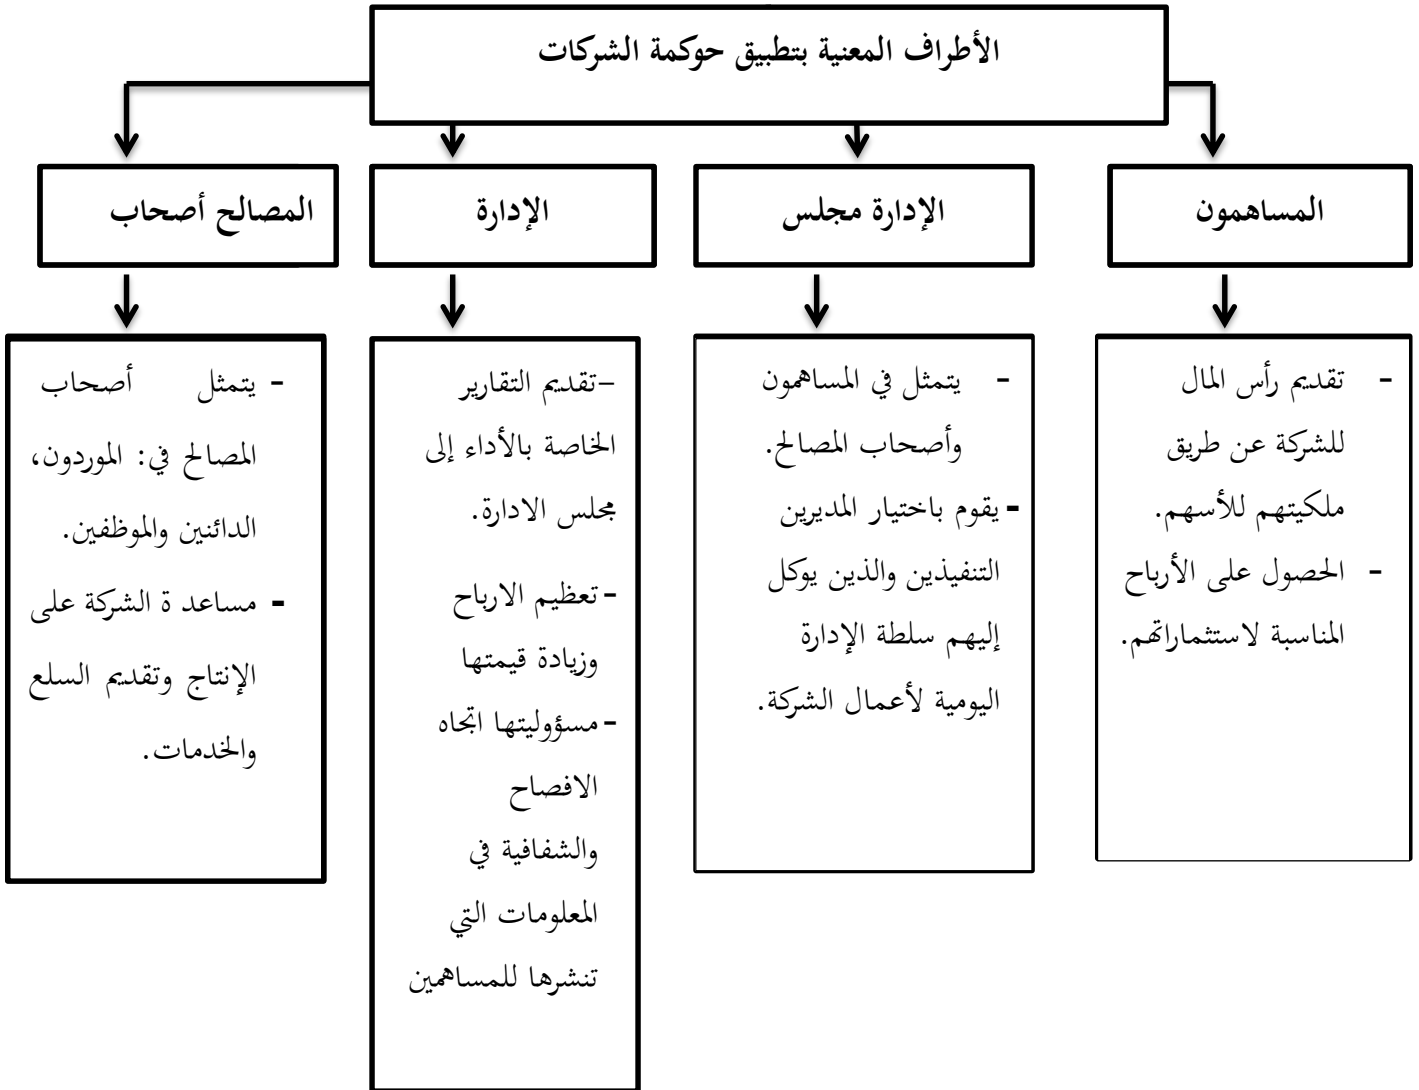 الأطراف المعنية بتطبيق حوكمة الشركات
المساهمون
الإدارة مجلس
الإدارة
المصالح أصحاب
- تقديم رأس المال
للشركة عن طريق
ملكيتهم للأسهم.
- الحصول على الأرباح
المناسبة لاستثماراتهم.
- يتمثل في المساهمون
وأصحاب المصالح.
- يقوم باختيار المديرين
التنفيذين والذين يوكل
إليهم سلطة الإدارة
اليومية لأعمال الشركة.
-تقديم التقارير
الخاصة بالأداء إلى
مجلس الادارة.
- تعظيم الارباح
وزيادة قيمتها
- مسؤوليتها اتجاه
الافصاح
والشفافية في
المعلومات التي
تنشرها للمساهمين
- يتمثل أصحاب
المصالح في: الموردون،
الدائنين والموظفين.
- مساعد ة الشركة على
الإنتاج وتقديم السلع
والخدمات.